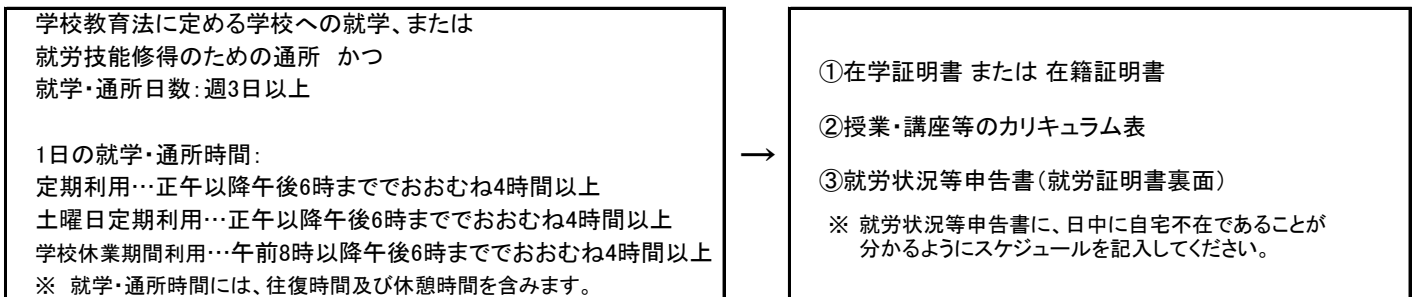 学校教育法に定める学校への就学、または
就労技能修得のための通所　かつ
就学・通所日数：週3日以上
1日の就学・通所時間：
定期利用…正午以降午後6時まででおおむね4時間以上
土曜日定期利用…正午以降午後6時まででおおむね4時間以上
学校休業期間利用…午前8時以降午後6時まででおおむね4時間以上
※　就学・通所時間には、往復時間及び休憩時間を含みます。
→
①在学証明書 または 在籍証明書
②授業・講座等のカリキュラム表
③就労状況等申告書（就労証明書裏面）
※　就労状況等申告書に、日中に自宅不在であることが
分かるようにスケジュールを記入してください。